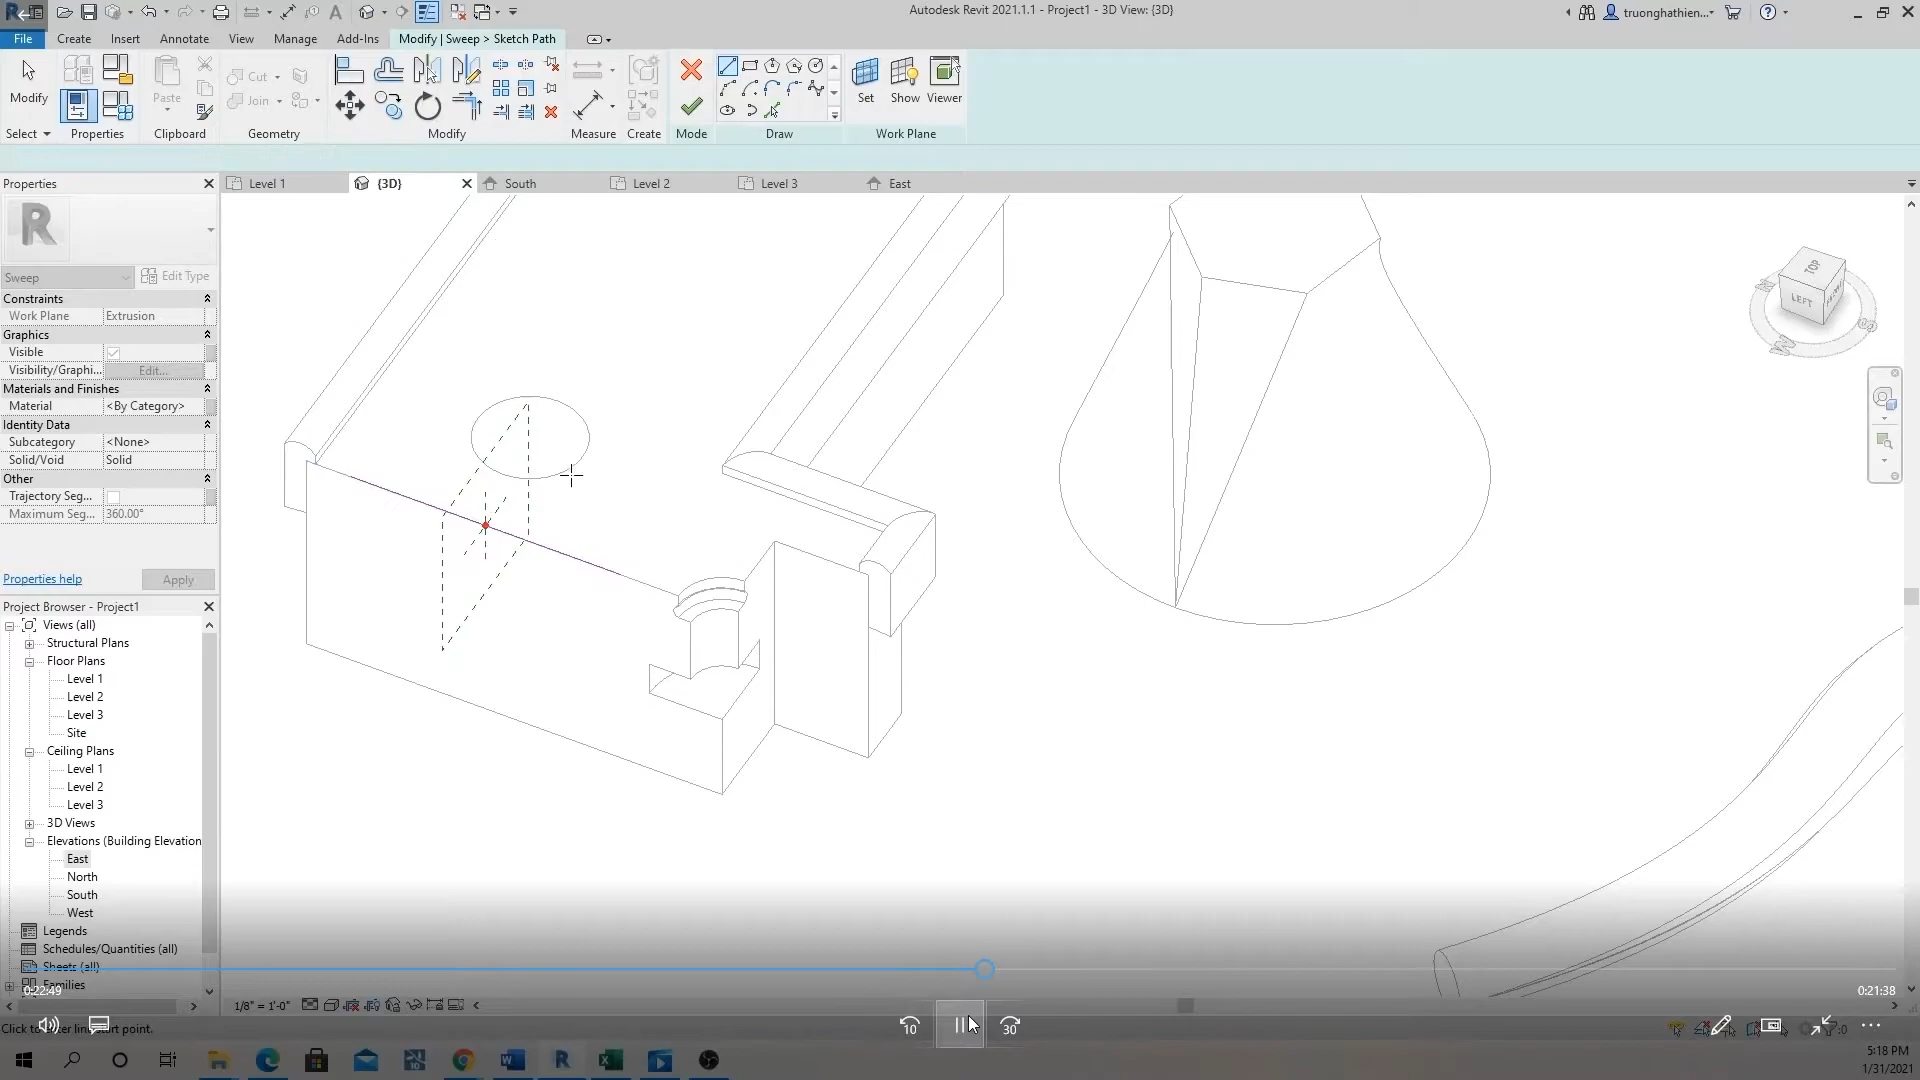 Autodesk Revit 2021.1.1 - Project1 - 3D View: {3D}
truonghathien...
File Create Insert Annotate View Manage Add-Ins Modify | Sweep > Sketch Path
Modify Paste Cut Join Set Show Viewer
Select Properties Clipboard Geometry Modify Measure Create Mode Draw Work Plane
Properties
Level 1 {3D} South Level 2 Level 3 East
R
Sweep Edit Type
Constraints
Work Plane Extrusion
Graphics
Visible
Visibility/Graphi... Edit...
Materials and Finishes
Material <By Category>
Identity Data
Subcategory <None>
Solid/Void Solid
Other
Trajectory Seg...
Maximum Seg... 360.00°
Properties help Apply
Project Browser - Project1
Views (all)
Structural Plans
Floor Plans
Level 1
Level 2
Level 3
Site
Ceiling Plans
Level 1
Level 2
Level 3
3D Views
Elevations (Building Elevation
East
North
South
West
Legends
Schedules/Quantities (all)
Sheets (all)
Families
TOP
LEFT
0:22:49
0:21:38
1/8" = 1'-0"
10 30
:0
5:18 PM
1/31/2021